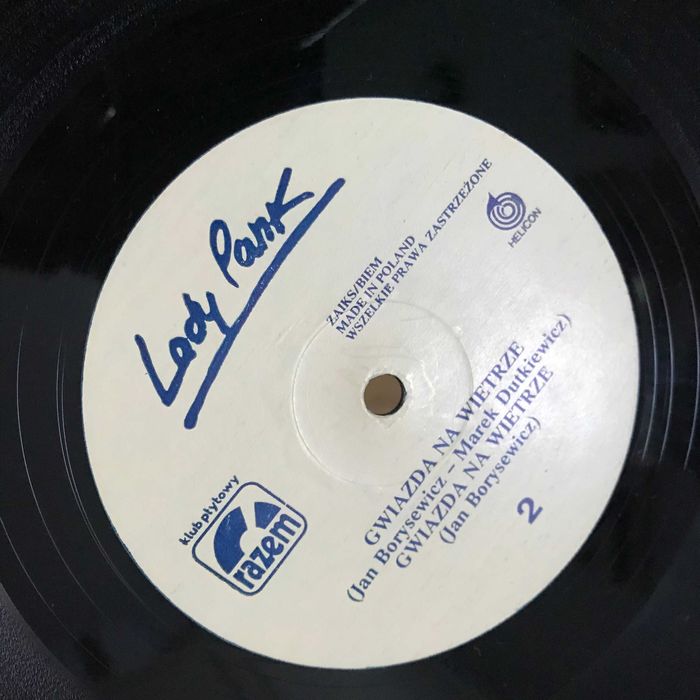 Lady Pank
ZAIKS/BIEM
MADE IN POLAND
WSZELKIE PRAWA ZASTRZEŻONE
HELICON
klub płytowy
razem
GWIAZDA NA WIETRZE
(Jan Borysewicz – Marek Dutkiewicz)
GWIAZDA NA WIETRZE
(Jan Borysewicz)
2